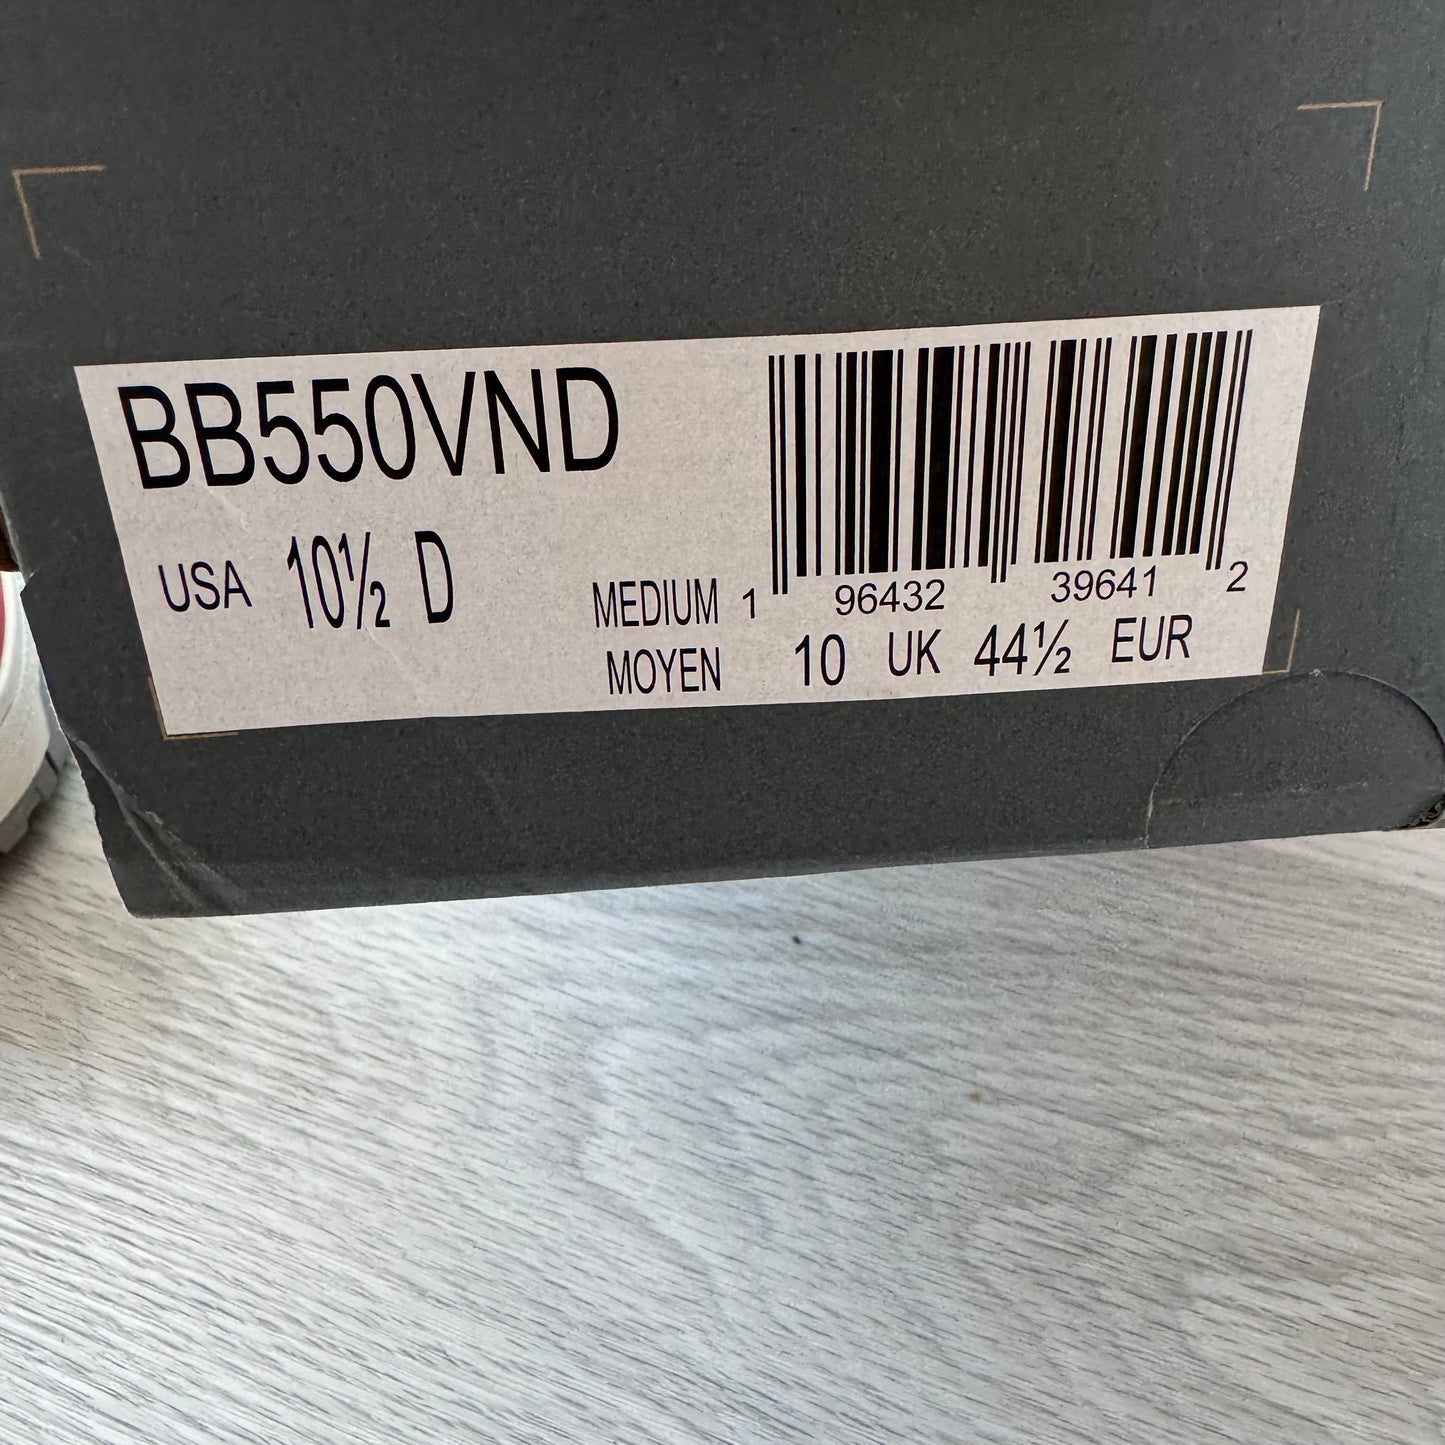 BB550VND
USA 10½ D
MEDIUM
MOYEN
1 96432 39641 2
10 UK 44½ EUR